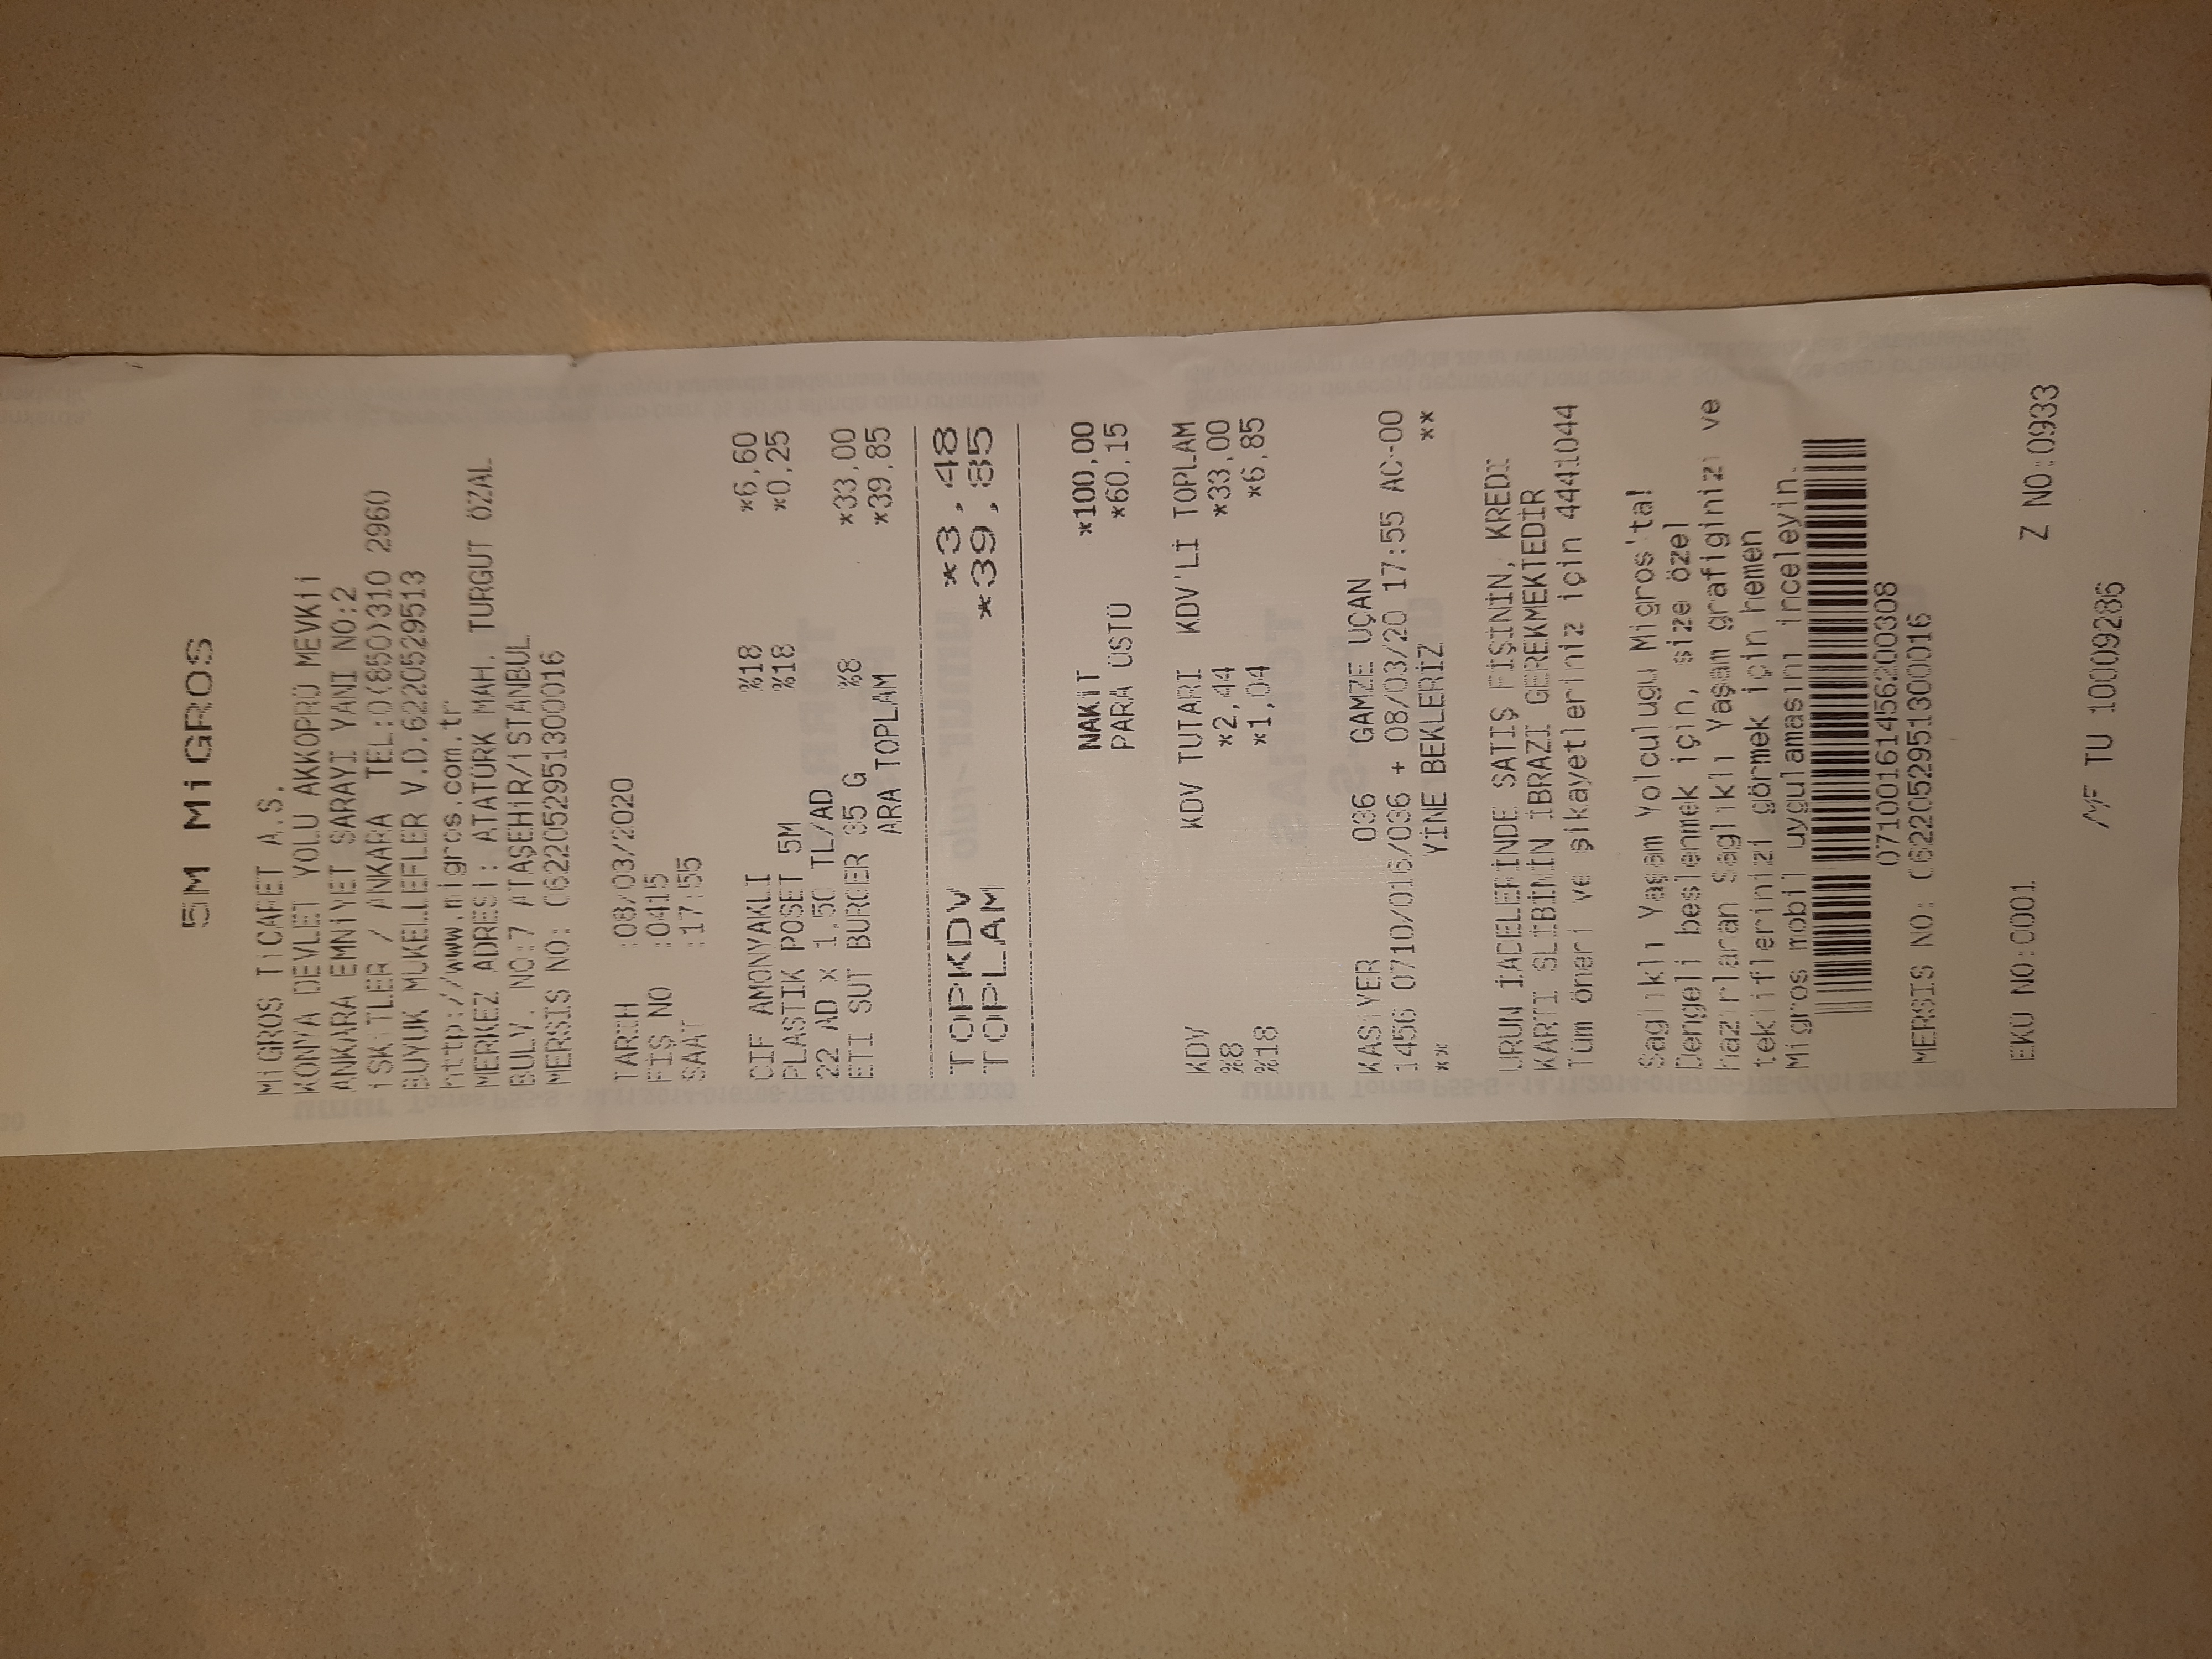 5M MiGROS
MiGROS TiCARET A.S.
KONYA DEVLET YOLU AKKOPRÜ MEVKii
ANKARA EMNiYET SARAYI YANI NO:2
iSKiTLER / ANKARA TEL:0(850)310 2960
BUYUK MUKELLEFLER V.D.6220529513
http://www.migros.com.tr
MERKEZ ADRESi: ATATÜRK MAH. TURGUT ÖZAL
BULV. NO:7 ATAŞEHiR/iSTANBUL
MERSIS NO: 0622052951300016
TARIH :08/03/2020
FİŞ NO :0415
SAAT :17:55
CIF AMONYAKLI %18 *6,60
PLASTIK POSET 5M %18 *0,25
22 AD x 1,50 TL/AD
ETI SUT BURGER 35 G %8 *33,00
ARA TOPLAM *39,85
TOPKDV *3,48
TOPLAM *39,85
NAKiT *100,00
PARA ÜSTÜ *60,15
KDV KDV TUTARI KDV'Lİ TOPLAM
%8 *2,44 *33,00
%18 *1,04 *6,85
KASiYER 036 GAMZE UÇAN
1456 0710/016/036 + 08/03/20 17:55 AC-00
** YİNE BEKLERİZ **
URUN İADELERİNDE SATIŞ FİŞİNİN, KREDI
KARTI SLİBİNİN İBRAZI GEREKMEKTEDİR
Tüm öneri ve şikayetleriniz için 4441044
Saglıklı Yaşam Yolculugu Migros'ta!
Dengeli beslenmek için, size özel
hazırlanan Saglıklı Yaşam grafiginizi ve
tekliflerinizi görmek için hemen
Migros mobil uygulamasını inceleyin.
07100161456200308
MERSIS NO: 0622052951300016
EKÜ NO:0001 Z NO:0933
MF TU 10009286